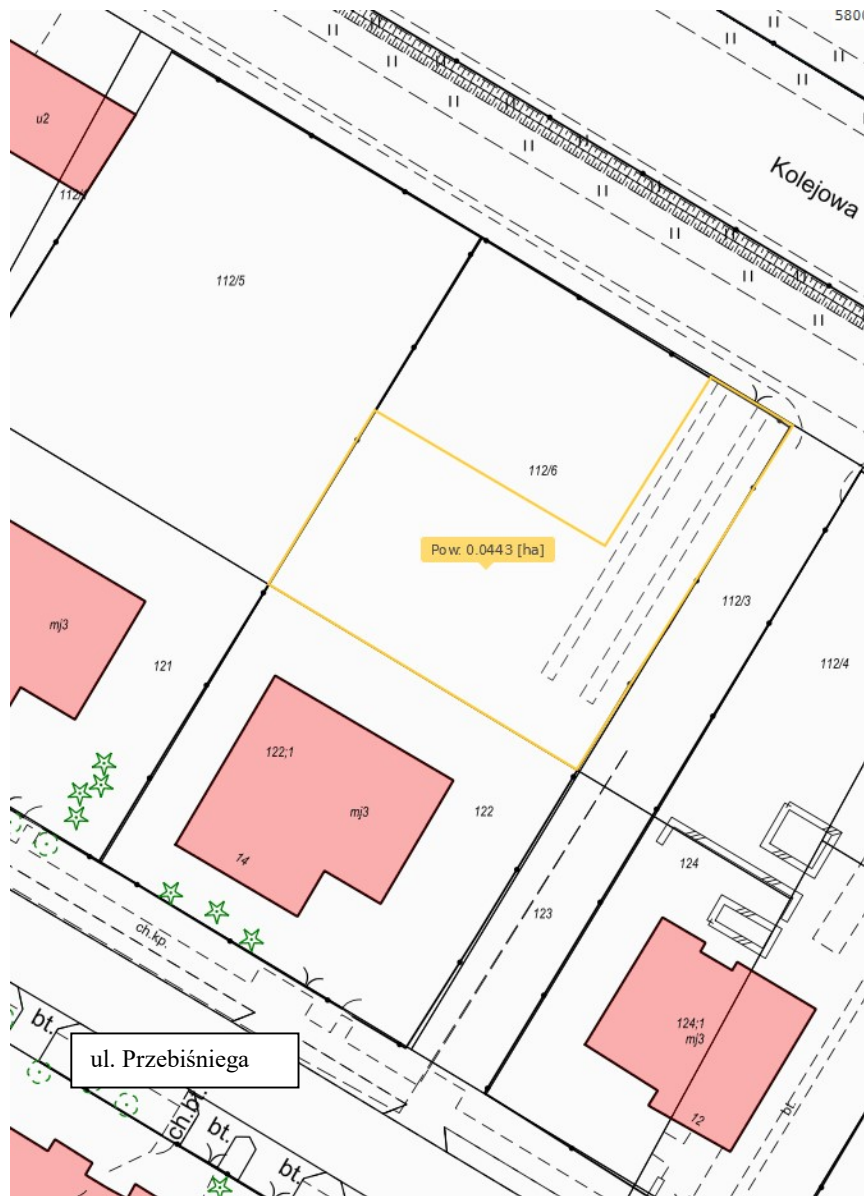 5800
u2
Kolejowa
112/
112/5
112/6
Pow: 0.0443 [ha]
112/3
mj3
121
112/4
122;1
mj3
122
14
124
123
ch.kp.
124;1
mj3
bt.
ul. Przebiśniega
12
bt.
ch.bt.
bt.
bt.